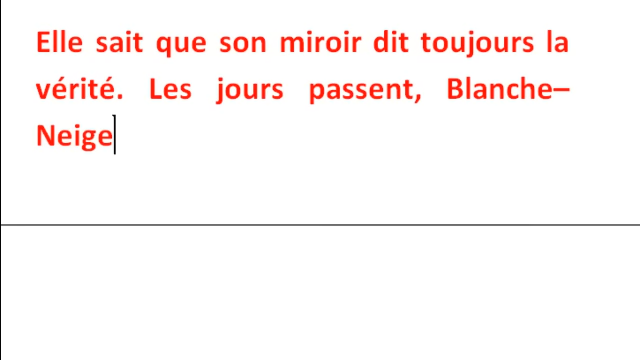 Elle sait que son miroir dit toujours la
vérité. Les jours passent, Blanche–
Neige